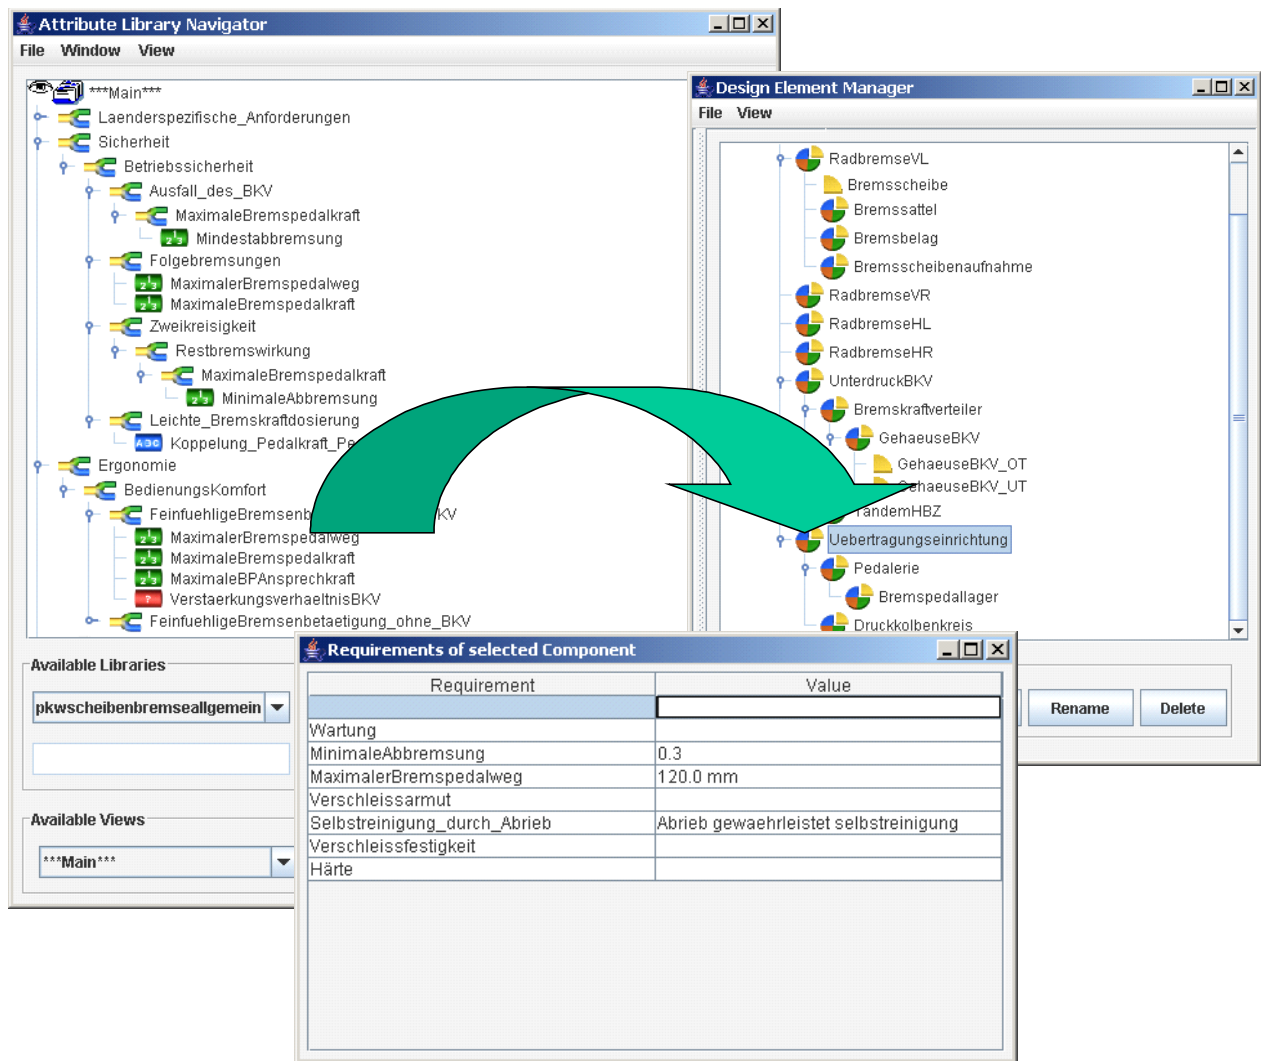 Attribute Library Navigator
File Window View
***Main***
Laenderspezifische_Anforderungen
Sicherheit
Betriebssicherheit
Ausfall_des_BKV
MaximaleBremspedalkraft
Mindestabbremsung
Folgebremsungen
MaximalerBremspedalweg
MaximaleBremspedalkraft
Zweikreisigkeit
Restbremswirkung
MaximaleBremspedalkraft
MinimaleAbbremsung
Leichte_Bremskraftdosierung
ABC Koppelung_Pedalkraft_Pe
Ergonomie
BedienungsKomfort
FeinfuehligeBremsenb KV
MaximalerBremspedalweg
MaximaleBremspedalkraft
MaximaleBPAnsprechkraft
? VerstaerkungsverhaeltnisBKV
FeinfuehligeBremsenbetaetigung_ohne_BKV
Available Libraries
pkwscheibenbremseallgemein
Available Views
***Main***
Design Element Manager
File View
RadbremseVL
Bremsscheibe
Bremssattel
Bremsbelag
Bremsscheibenaufnahme
RadbremseVR
RadbremseHL
RadbremseHR
UnterdruckBKV
Bremskraftverteiler
GehaeuseBKV
GehaeuseBKV_OT
GehaeuseBKV_UT
TandemHBZ
Uebertragungseinrichtung
Pedalerie
Bremspedallager
Druckkolbenkreis
Rename Delete
Requirements of selected Component
Requirement Value
Wartung
MinimaleAbbremsung 0.3
MaximalerBremspedalweg 120.0 mm
Verschleissarmut
Selbstreinigung_durch_Abrieb Abrieb gewaehrleistet selbstreinigung
Verschleissfestigkeit
Härte